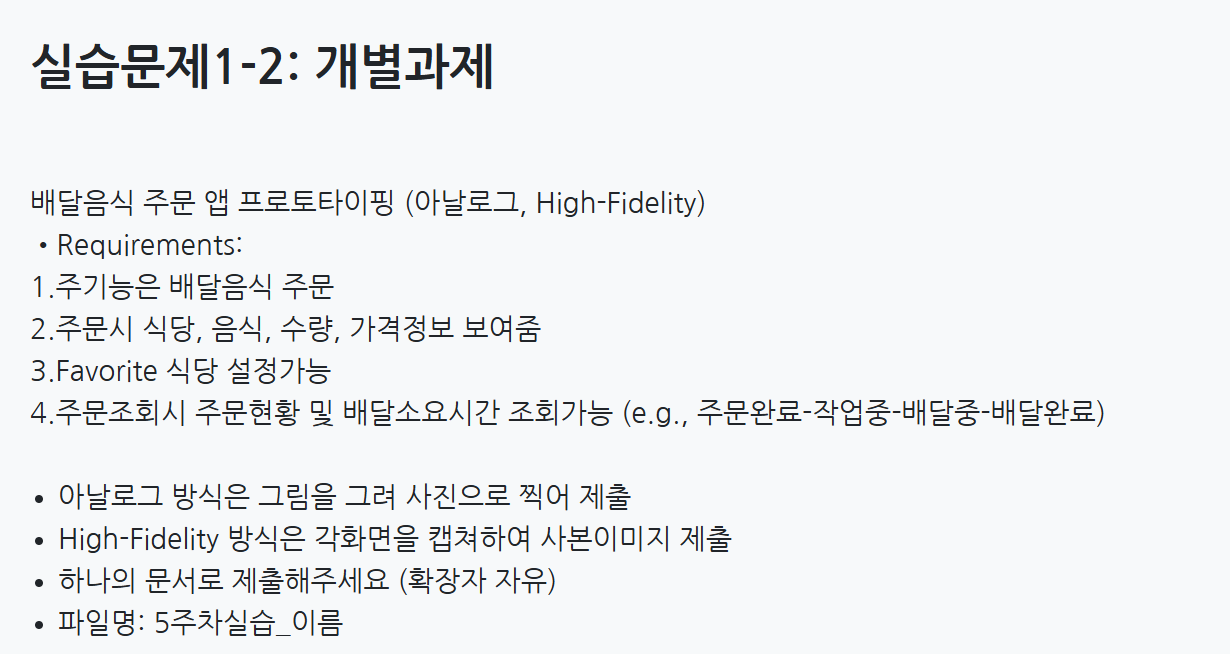 실습문제1-2: 개별과제
배달음식 주문 앱 프로토타이핑 (아날로그, High-Fidelity)
• Requirements:
1.주기능은 배달음식 주문
2.주문시 식당, 음식, 수량, 가격정보 보여줌
3.Favorite 식당 설정가능
4.주문조회시 주문현황 및 배달소요시간 조회가능 (e.g., 주문완료-작업중-배달중-배달완료)
• 아날로그 방식은 그림을 그려 사진으로 찍어 제출
• High-Fidelity 방식은 각화면을 캡쳐하여 사본이미지 제출
• 하나의 문서로 제출해주세요 (확장자 자유)
• 파일명: 5주차실습_이름